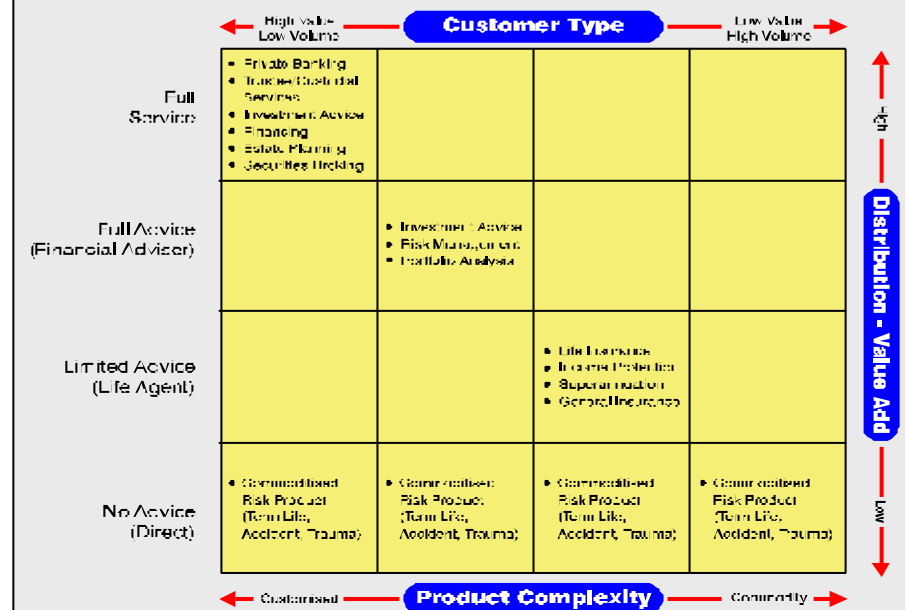 High Value
Low Volume
Customer Type
Low Value
High Volume
Full
Service
• Private Banking
• Trustee/Custodial
Services
• Investment Advice
• Financing
• Estate Planning
• Securities Broking
High
Full Advice
(Financial Adviser)
• Investment Advice
• Risk Management
• Portfolio Analysis
Distribution - Value Add
Limited Advice
(Life Agent)
• Life Insurance
• Income Protection
• Superannuation
• General Insurance
No Advice
(Direct)
• Commoditised
Risk Product
(Term Life,
Accident, Trauma)
• Commoditised
Risk Product
(Term Life,
Accident, Trauma)
• Commoditised
Risk Product
(Term Life,
Accident, Trauma)
• Commoditised
Risk Product
(Term Life,
Accident, Trauma)
Low
Customised
Product Complexity
Commodity